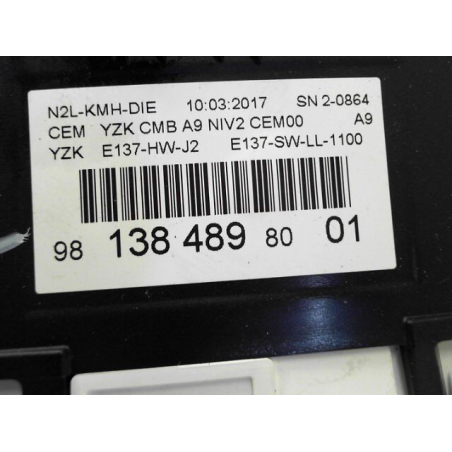 N2L-KMH-DIE 10:03:2017 SN 2-0864
CEM YZK CMB A9 NIV2 CEM00 A9
YZK E137-HW-J2 E137-SW-LL-1100
98 138 489 80 01